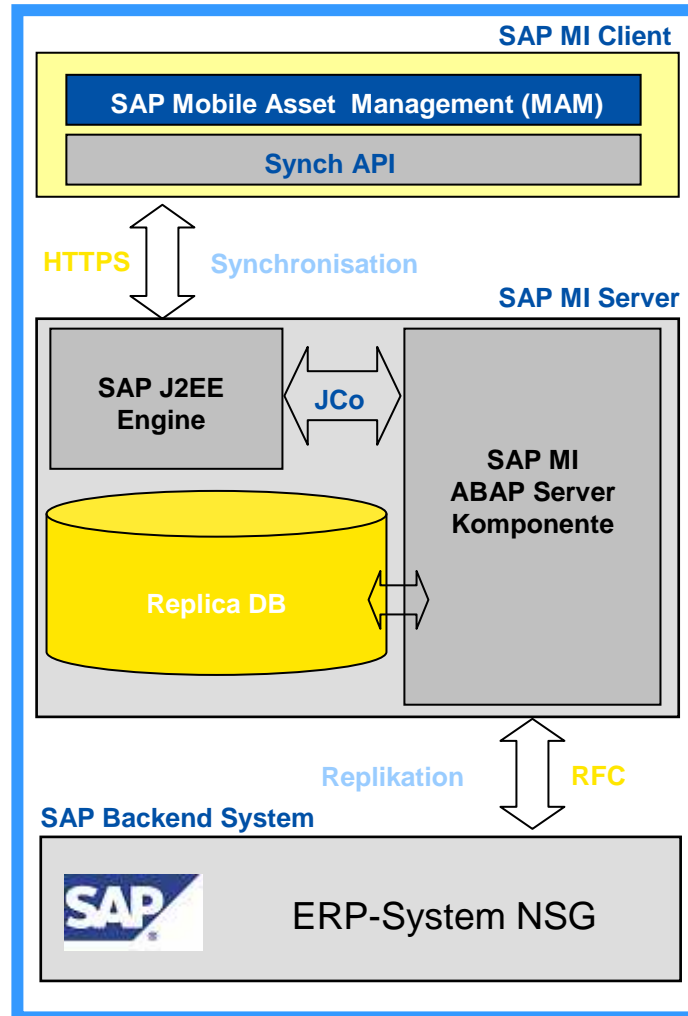 SAP MI Client
SAP Mobile Asset Management (MAM)
Synch API
HTTPS
Synchronisation
SAP MI Server
SAP J2EE
Engine
JCo
SAP MI
ABAP Server
Komponente
Replica DB
Replikation
RFC
SAP Backend System
SAP
ERP-System NSG